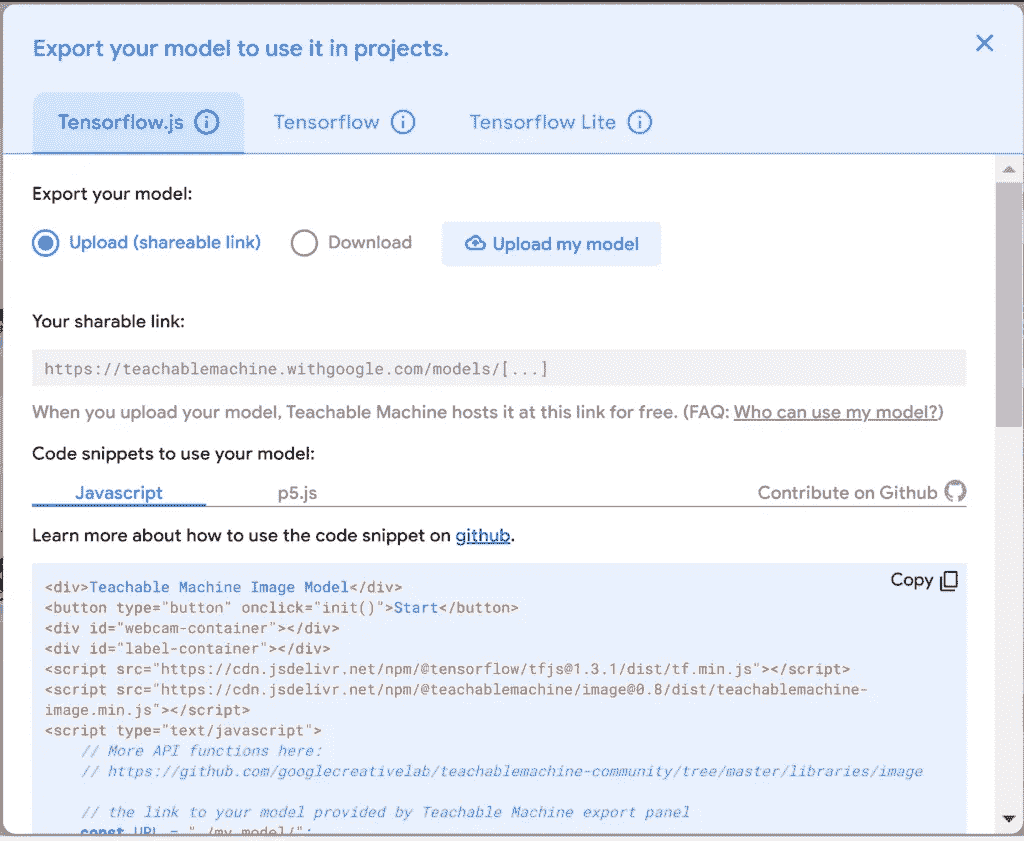 Export your model to use it in projects.
Tensorflow.js Tensorflow Tensorflow Lite
Export your model:
Upload (shareable link) Download Upload my model
Your sharable link:
https://teachablemachine.withgoogle.com/models/[...]
When you upload your model, Teachable Machine hosts it at this link for free. (FAQ: Who can use my model?)
Code snippets to use your model:
Javascript p5.js Contribute on Github
Learn more about how to use the code snippet on github.
Copy
<div>Teachable Machine Image Model</div>
<button type="button" onclick="init()">Start</button>
<div id="webcam-container"></div>
<div id="label-container"></div>
<script src="https://cdn.jsdelivr.net/npm/@tensorflow/tfjs@1.3.1/dist/tf.min.js"></script>
<script src="https://cdn.jsdelivr.net/npm/@teachablemachine/image@0.8/dist/teachablemachine-
image.min.js"></script>
<script type="text/javascript">
// More API functions here:
// https://github.com/googlecreativelab/teachablemachine-community/tree/master/libraries/image
// the link to your model provided by Teachable Machine export panel
const URL = "./my_model/";